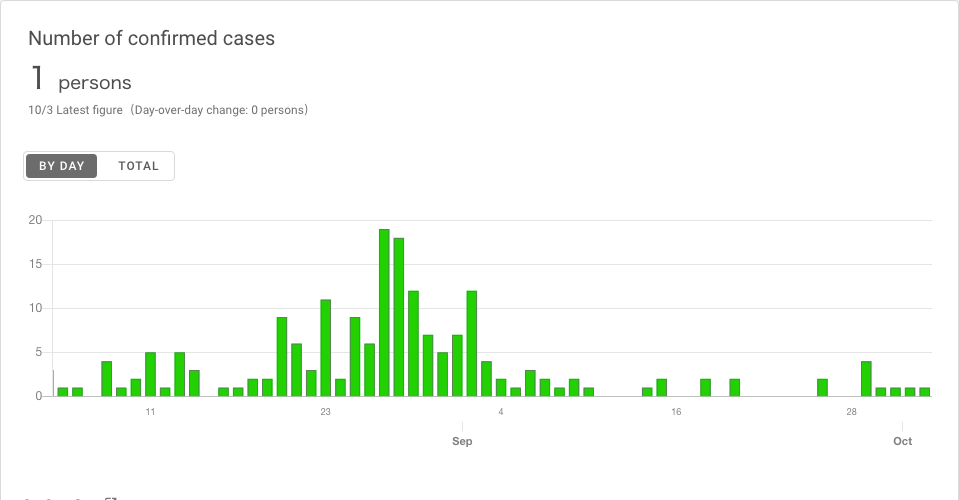 Number of confirmed cases
1 persons
10/3 Latest figure（Day-over-day change: 0 persons）
BY DAY TOTAL
20
15
10
5
0
11 23 4 16 28
Sep Oct